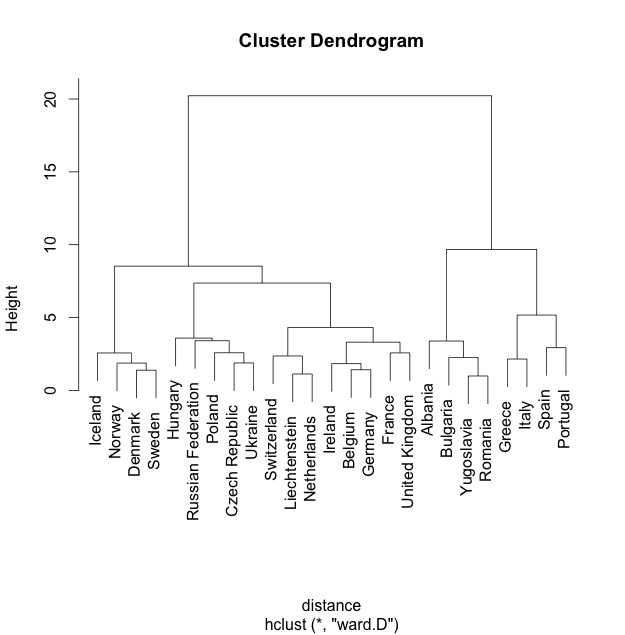 Cluster Dendrogram
Height
20
15
10
5
0
Iceland
Norway
Denmark
Sweden
Hungary
Russian Federation
Poland
Czech Republic
Ukraine
Switzerland
Liechtenstein
Netherlands
Ireland
Belgium
Germany
France
United Kingdom
Albania
Bulgaria
Yugoslavia
Romania
Greece
Italy
Spain
Portugal
distance
hclust (*, "ward.D")